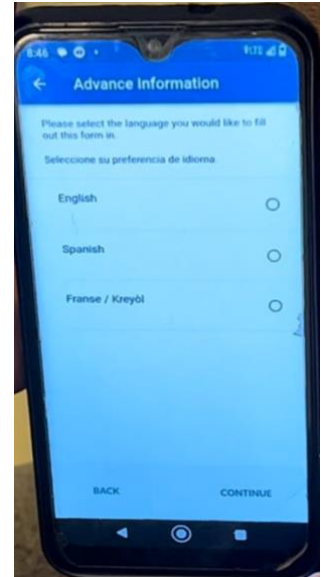 8:46
LTE
Advance Information
Please select the language you would like to fill
out this form in.
Seleccione su preferencia de idioma.
English
Spanish
Franse / Kreyòl
BACK
CONTINUE